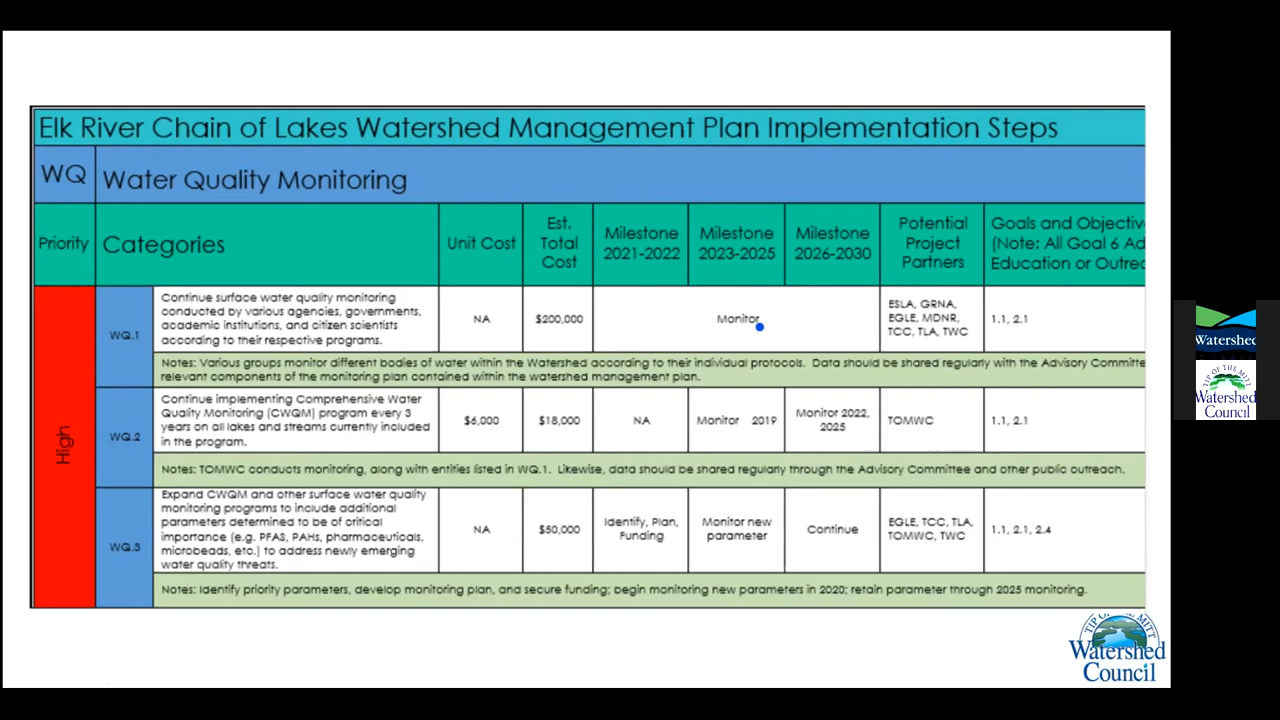 Elk River Chain of Lakes Watershed Management Plan Implementation Steps
WQ
Water Quality Monitoring
Priority
Categories
Unit Cost
Est.
Total
Cost
Milestone
2021-2022
Milestone
2023-2025
Milestone
2026-2030
Potential
Project
Partners
Goals and Objectiv
(Note: All Goal 6 Ad
Education or Outrea
High
WQ.1
Continue surface water quality monitoring
conducted by various agencies, governments,
academic institutions, and citizen scientists
according to their respective programs.
NA
$200,000
Monitor
ESLA, GRNA,
EGLE, MDNR,
TCC, TLA, TWC
1.1, 2.1
Notes: Various groups monitor different bodies of water within the Watershed according to their individual protocols. Data should be shared regularly with the Advisory Committe
relevant components of the monitoring plan contained within the watershed management plan.
WQ.2
Continue implementing Comprehensive Water
Quality Monitoring (CWQM) program every 3
years on all lakes and streams currently included
in the program.
$6,000
$18,000
NA
Monitor 2019
Monitor 2022,
2025
TOMWC
1.1, 2.1
Notes: TOMWC conducts monitoring, along with entities listed in WQ.1. Likewise, data should be shared regularly through the Advisory Committee and other public outreach.
WQ.3
Expand CWQM and other surface water quality
monitoring programs to include additional
parameters determined to be of critical
importance (e.g. PFAS, PAHs, pharmaceuticals,
microbeads, etc.) to address newly emerging
water quality threats.
NA
$50,000
Identify, Plan,
Funding
Monitor new
parameter
Continue
EGLE, TCC, TLA,
TOMWC, TWC
1.1, 2.1, 2.4
Notes: Identify priority parameters, develop monitoring plan, and secure funding; begin monitoring new parameters in 2020; retain parameter through 2025 monitoring.
TIP OF THE MITT
Watershed
Council
Watershed
TIP OF THE MITT
Watershed
Council